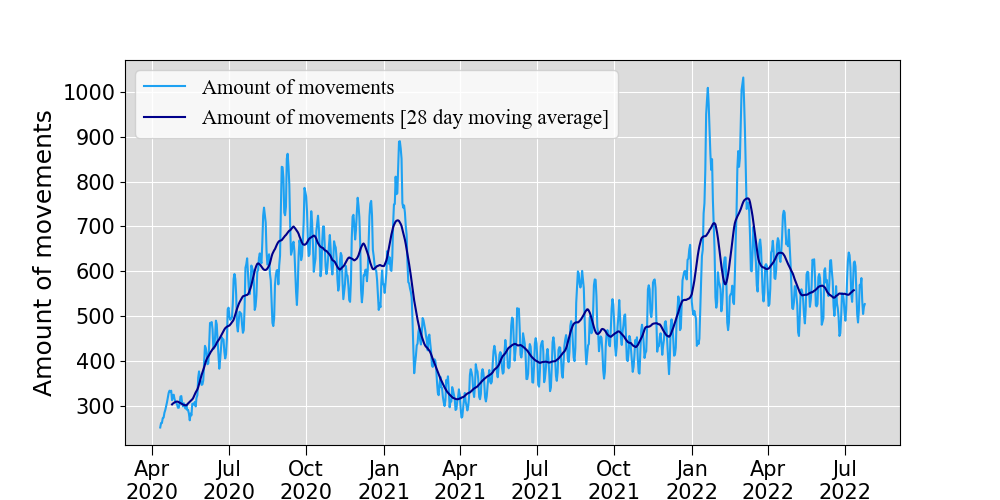 Amount of movements
Amount of movements [28 day moving average]
Amount of movements
1000
900
800
700
600
500
400
300
Apr Jul Oct Jan Apr Jul Oct Jan Apr Jul
2020 2020 2020 2021 2021 2021 2021 2022 2022 2022